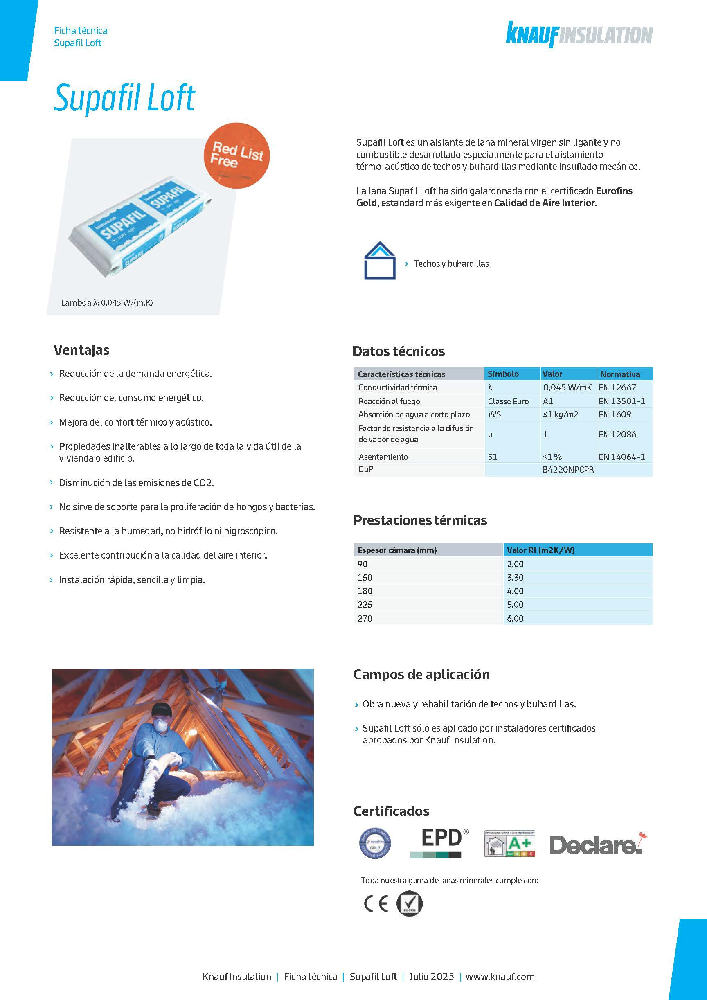 Ficha técnica
Supafil Loft
KNAUFINSULATION
Supafil Loft
Red List
Free
SUPAFIL
SUPAFIL
LOFT
SUPAFIL
Lambda λ: 0,045 W/(m.K)
Supafil Loft es un aislante de lana mineral virgen sin ligante y no
combustible desarrollado especialmente para el aislamiento
térmo-acústico de techos y buhardillas mediante insuflado mecánico.
La lana Supafil Loft ha sido galardonada con el certificado Eurofins
Gold, estandard más exigente en Calidad de Aire Interior.
› Techos y buhardillas
Ventajas
› Reducción de la demanda energética.
› Reducción del consumo energético.
› Mejora del confort térmico y acústico.
› Propiedades inalterables a lo largo de toda la vida útil de la
vivienda o edificio.
› Disminución de las emisiones de CO2.
› No sirve de soporte para la proliferación de hongos y bacterias.
› Resistente a la humedad, no hidrófilo ni higroscópico.
› Excelente contribución a la calidad del aire interior.
› Instalación rápida, sencilla y limpia.
Datos técnicos
Características técnicas Símbolo Valor Normativa
Conductividad térmica λ 0,045 W/mK EN 12667
Reacción al fuego Classe Euro A1 EN 13501-1
Absorción de agua a corto plazo WS ≤1 kg/m2 EN 1609
Factor de resistencia a la difusión
de vapor de agua µ 1 EN 12086
Asentamiento S1 ≤1 % EN 14064-1
DoP B4220NPCPR
Prestaciones térmicas
Espesor cámara (mm) Valor Rt (m2K/W)
90 2,00
150 3,30
180 4,00
225 5,00
270 6,00
Campos de aplicación
› Obra nueva y rehabilitación de techos y buhardillas.
› Supafil Loft sólo es aplicado por instaladores certificados
aprobados por Knauf Insulation.
Certificados
INDOOR AIR COMFORT
eurofins
GOLD
CERTIFIED PRODUCT
EPD®
ÉMISSIONS DANS L'AIR INTÉRIEUR
A+
Declare.
Toda nuestra gama de lanas minerales cumple con:
CE
EUCEB
Knauf Insulation | Ficha técnica | Supafil Loft | Julio 2025 | www.knauf.com